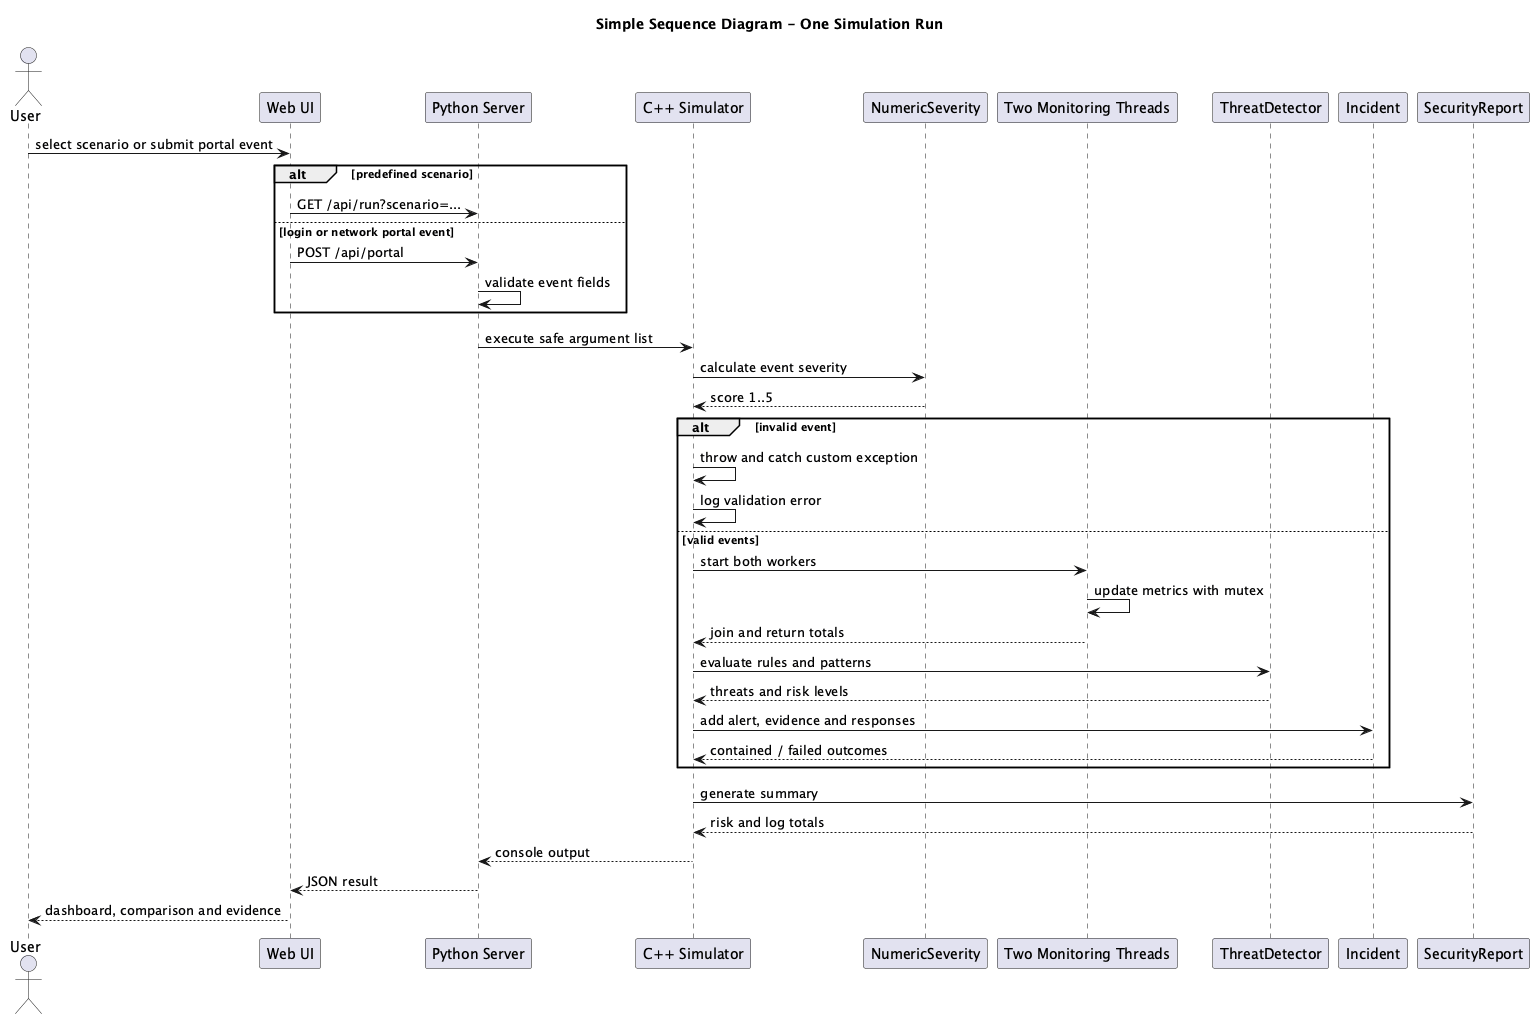 Simple Sequence Diagram - One Simulation Run
User
Web UI
Python Server
C++ Simulator
NumericSeverity
Two Monitoring Threads
ThreatDetector
Incident
SecurityReport
select scenario or submit portal event
alt [predefined scenario]
GET /api/run?scenario=...
[login or network portal event]
POST /api/portal
validate event fields
execute safe argument list
calculate event severity
score 1..5
alt [invalid event]
throw and catch custom exception
log validation error
[valid events]
start both workers
update metrics with mutex
join and return totals
evaluate rules and patterns
threats and risk levels
add alert, evidence and responses
contained / failed outcomes
generate summary
risk and log totals
console output
JSON result
dashboard, comparison and evidence
User
Web UI
Python Server
C++ Simulator
NumericSeverity
Two Monitoring Threads
ThreatDetector
Incident
SecurityReport